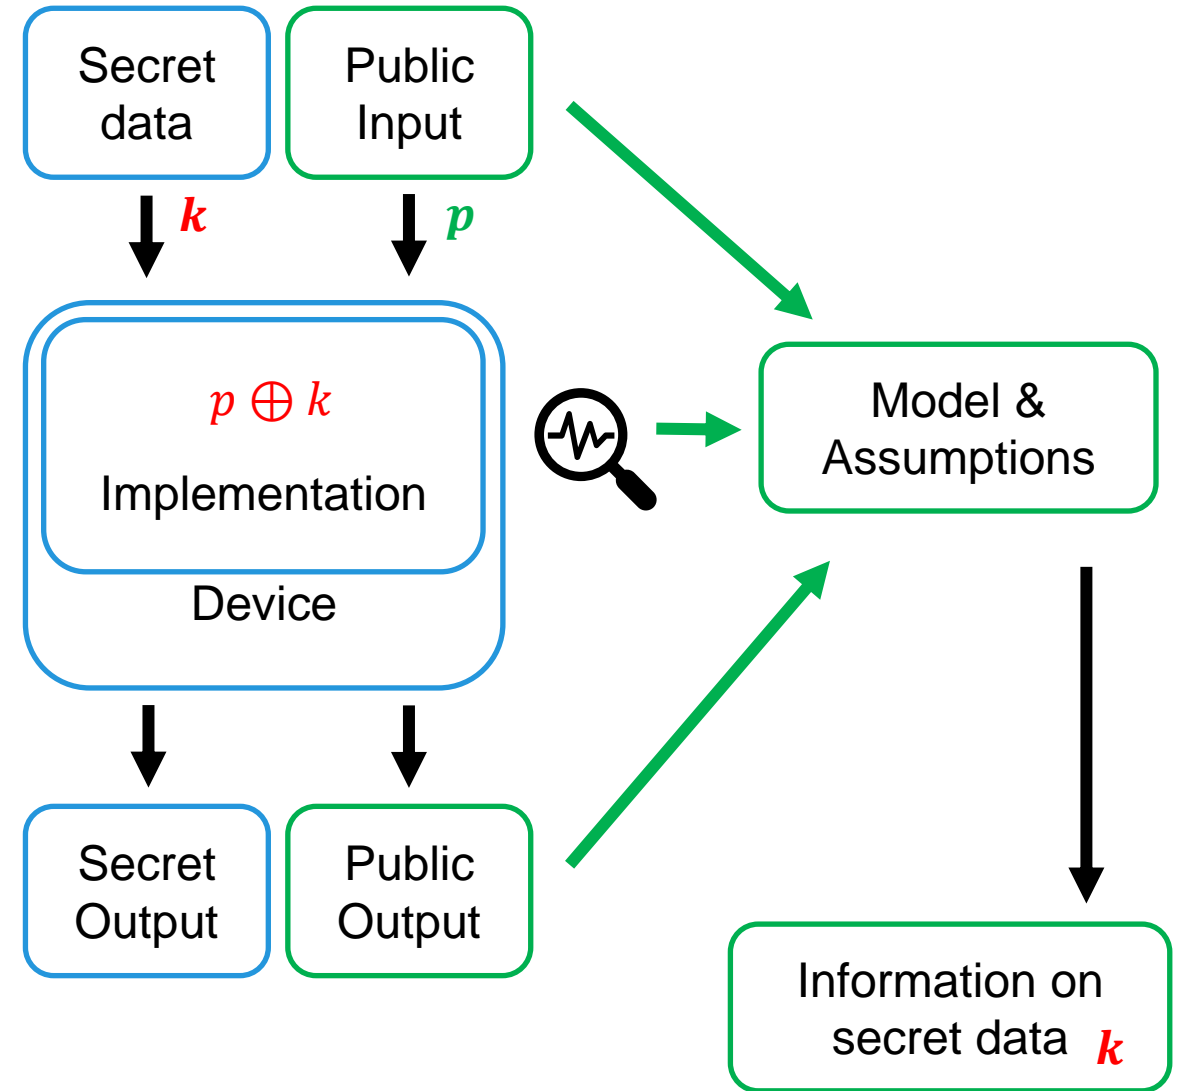 Secret
data
Public
Input
k
p
p ⊕ k
Implementation
Device
Model &
Assumptions
Secret
Output
Public
Output
Information on
secret data k